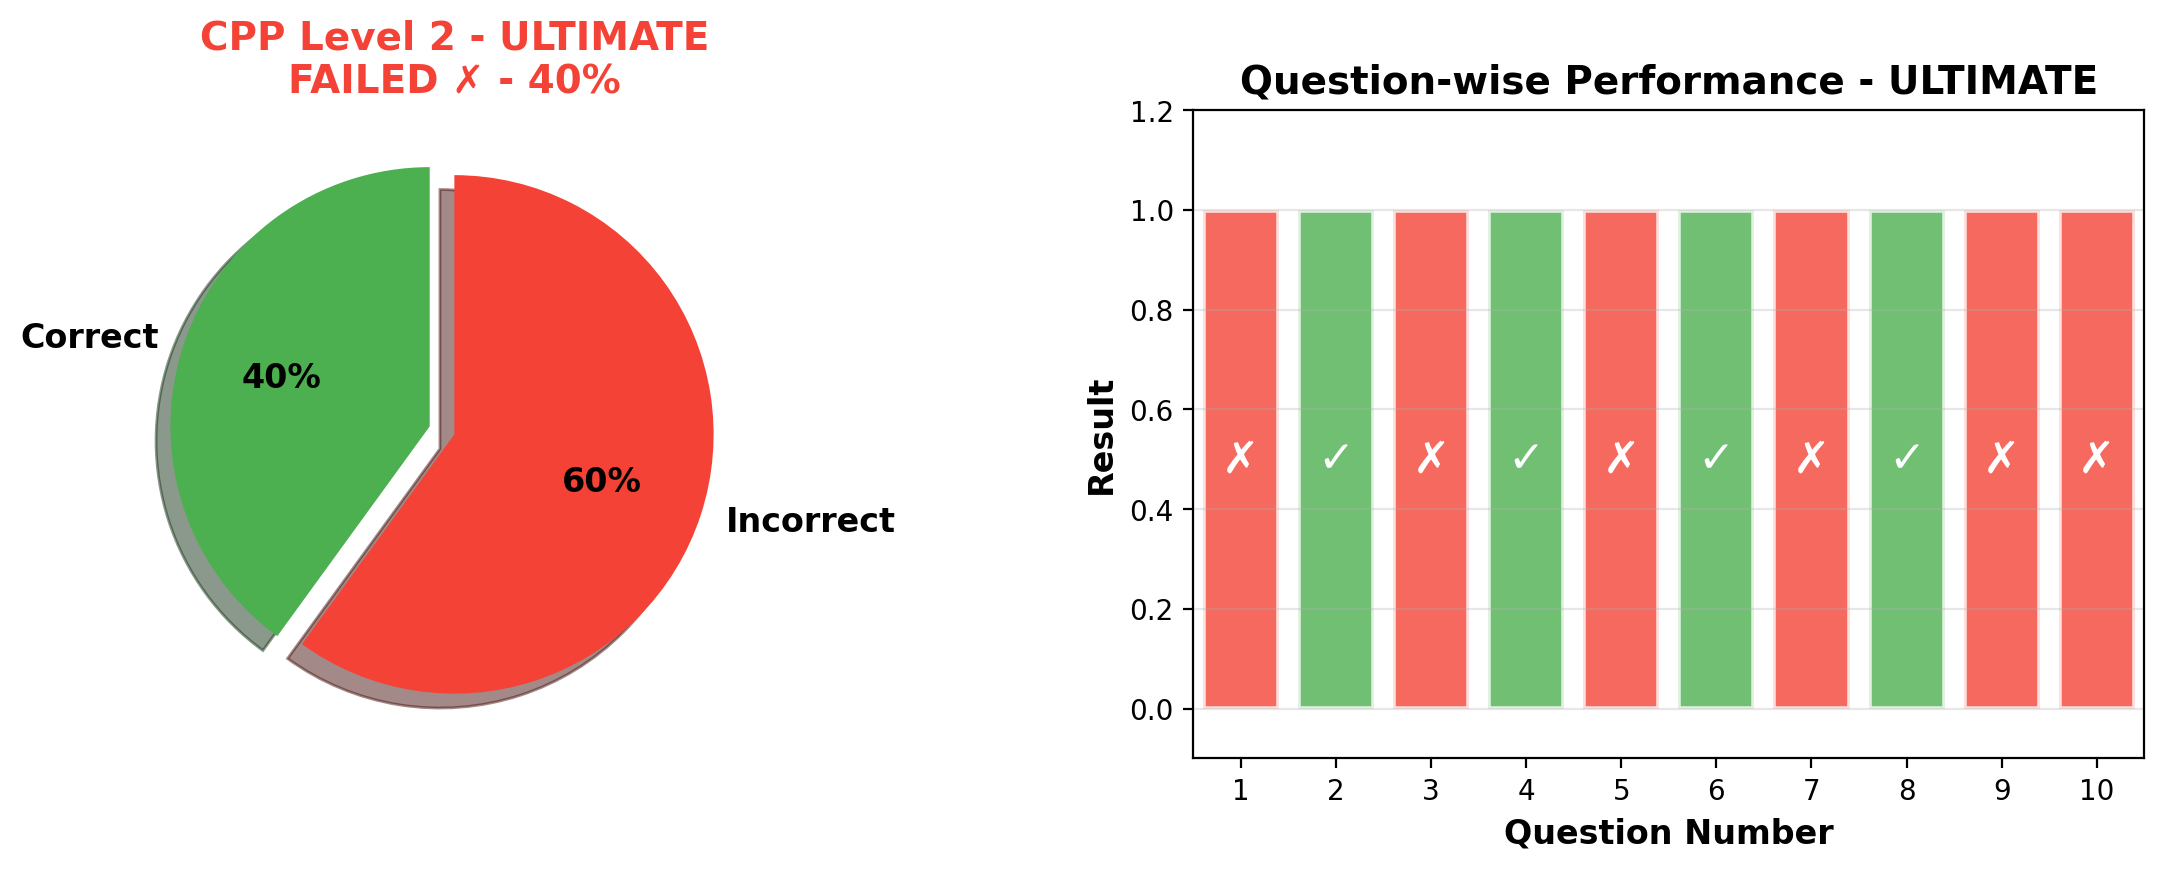 CPP Level 2 - ULTIMATE
FAILED ✗ - 40%
Correct
40%
60%
Incorrect
Question-wise Performance - ULTIMATE
1.2
1.0
0.8
0.6
0.4
0.2
0.0
Result
✗ ✓ ✗ ✓ ✗ ✓ ✗ ✓ ✗ ✗
1 2 3 4 5 6 7 8 9 10
Question Number